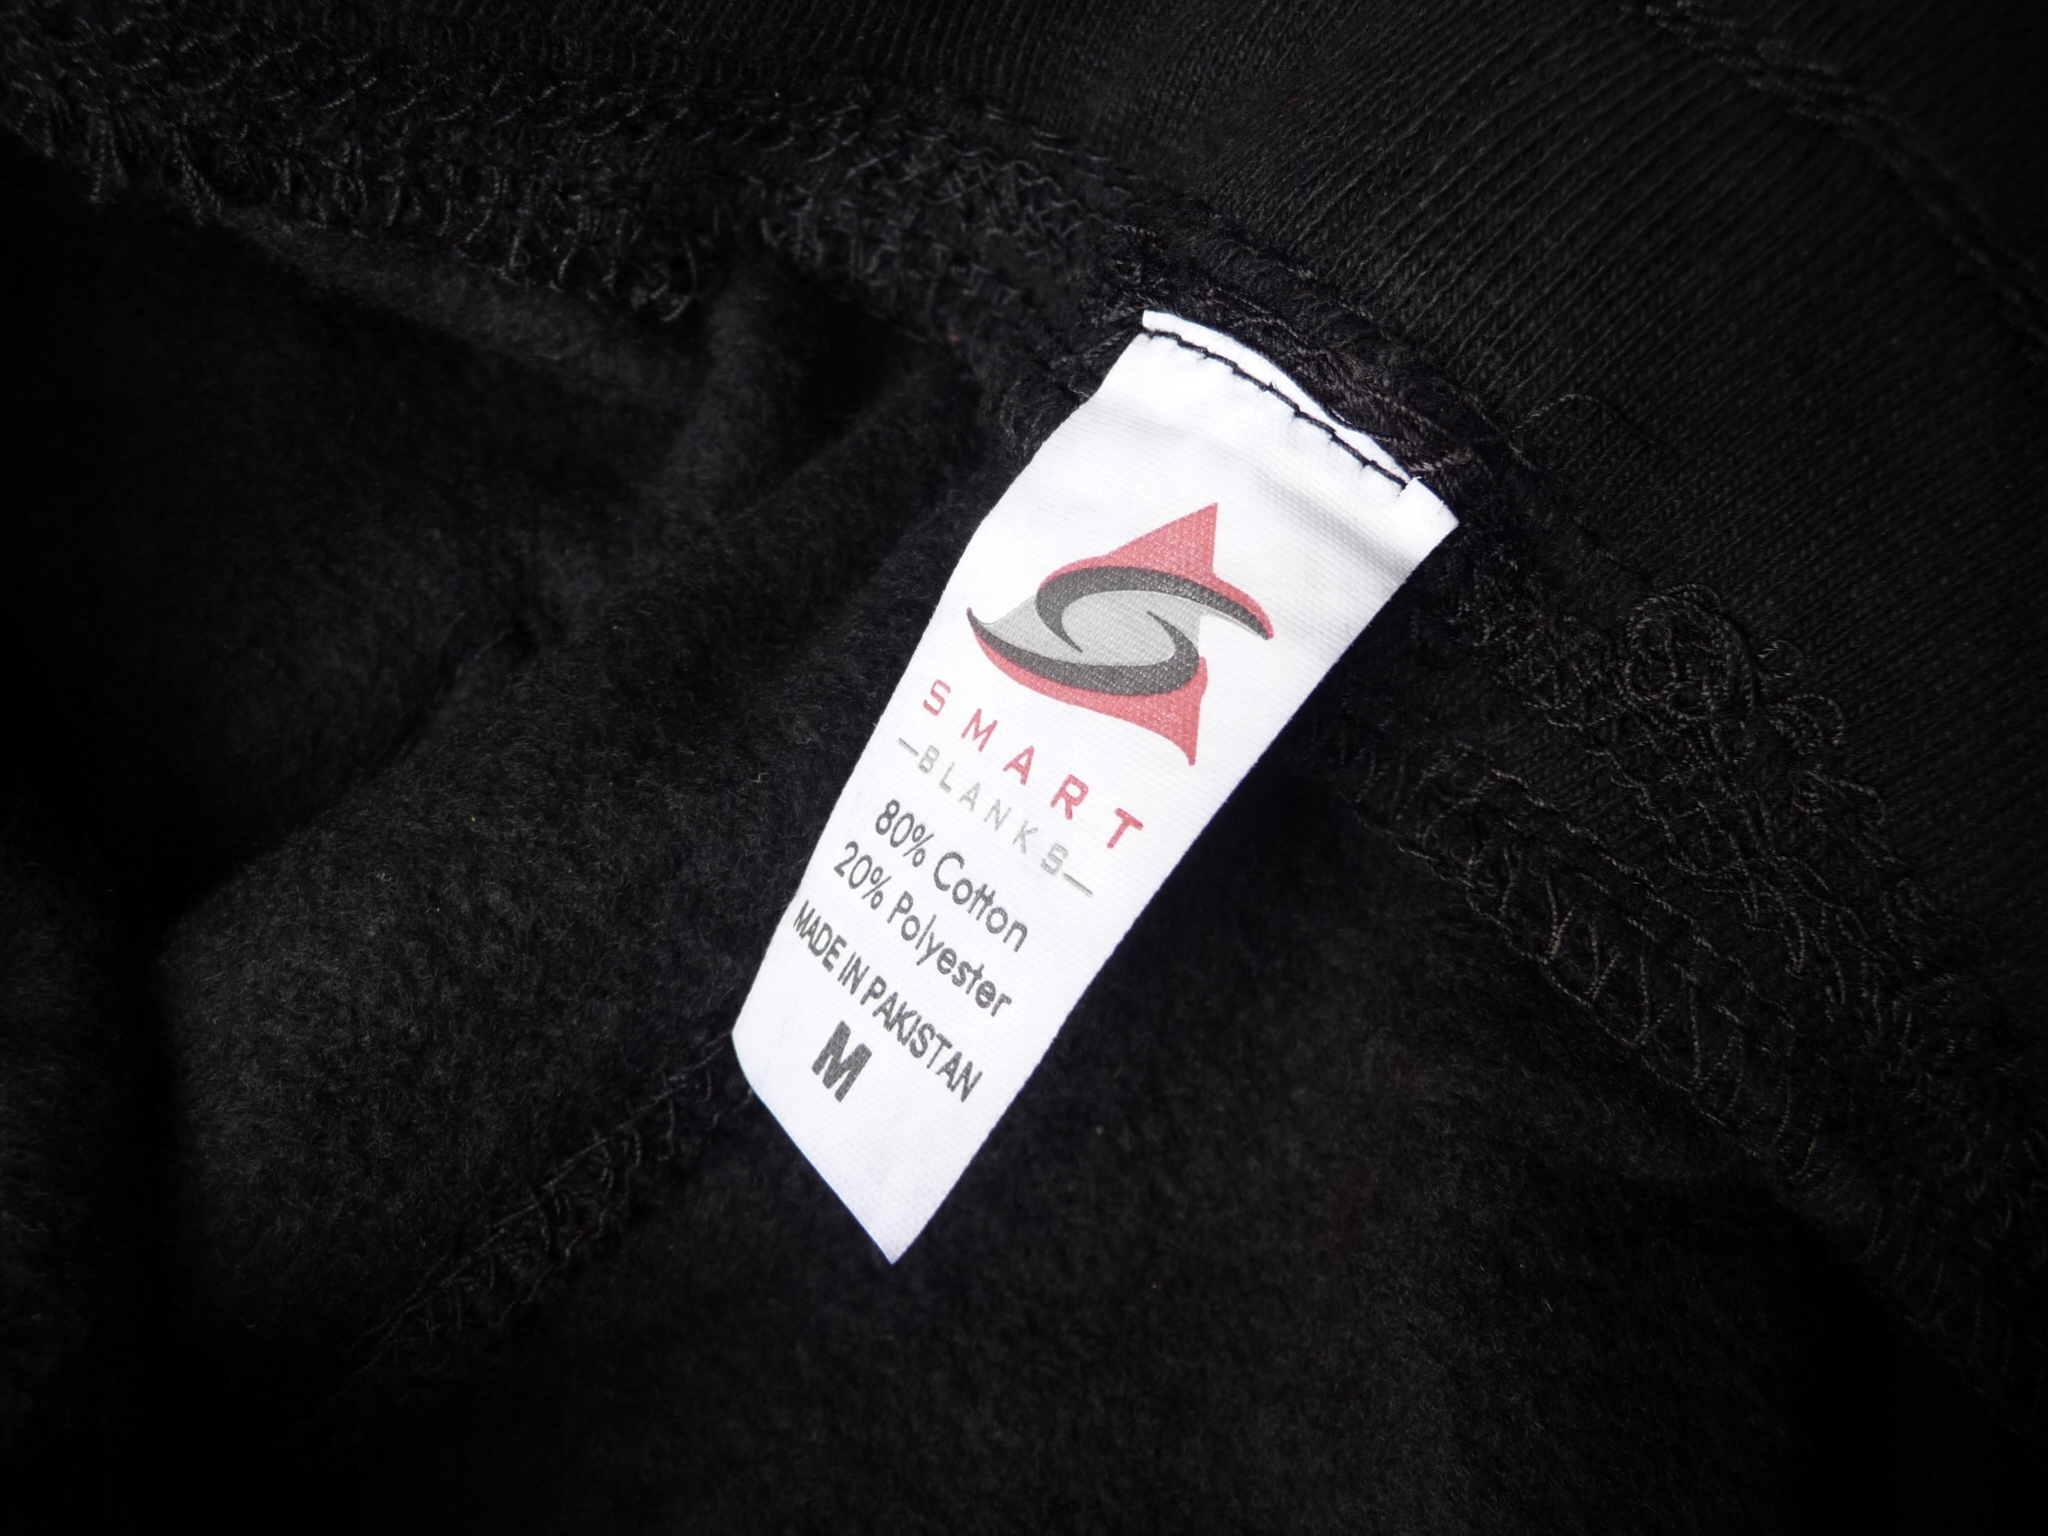 SMART
—BLANKS—
80% Cotton
20% Polyester
MADE IN PAKISTAN
M